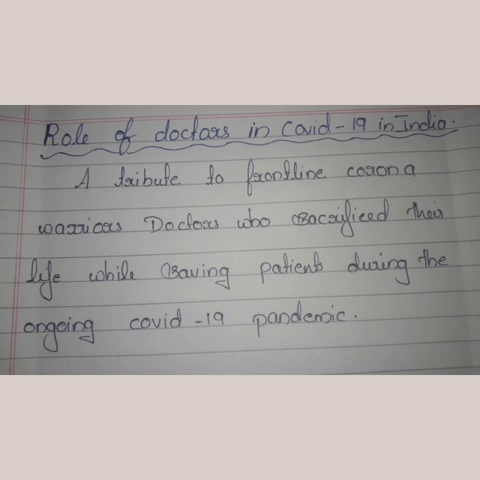 Role of doctors in Covid-19 in India.
A tribute to frontline corona
warriors Doctors who sacrificed their
life while saving patients during the
ongoing covid-19 pandemic.